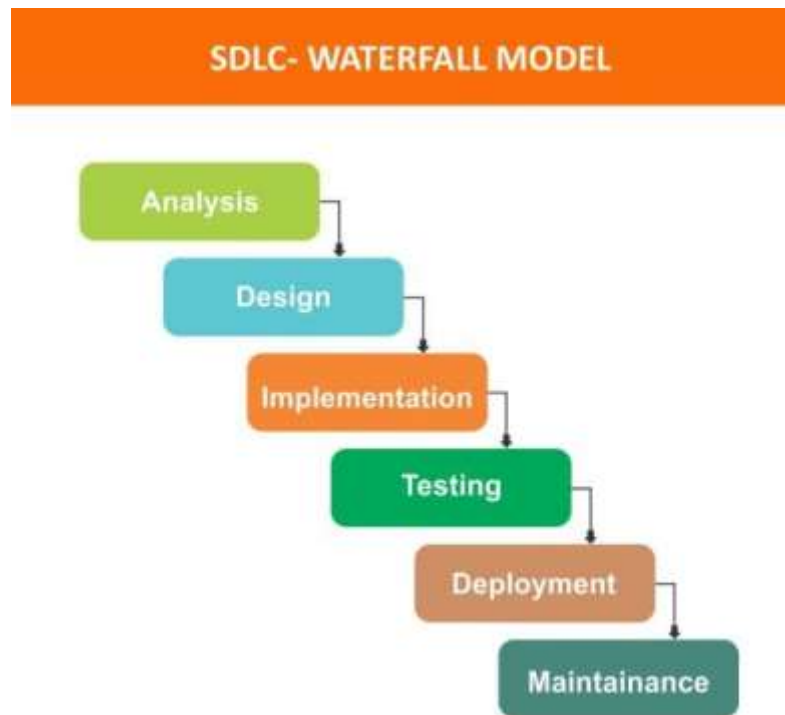 SDLC- WATERFALL MODEL
Analysis
Design
Implementation
Testing
Deployment
Maintainance